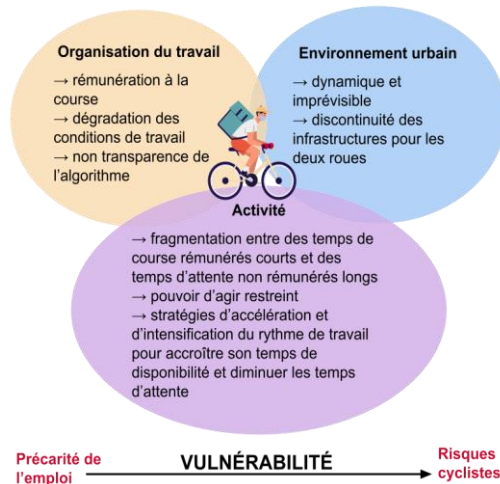 Organisation du travail
→ rémunération à la
course
→ dégradation des
conditions de travail
→ non transparence de
l'algorithme
Environnement urbain
→ dynamique et
imprévisible
→ discontinuité des
infrastructures pour les
deux roues
Activité
→ fragmentation entre des temps de
course rémunérés courts et des
temps d'attente non rémunérés longs
→ pouvoir d'agir restreint
→ stratégies d'accélération et
d'intensification du rythme de travail
pour accroître son temps de
disponibilité et diminuer les temps
d'attente
Précarité de
l'emploi
VULNÉRABILITÉ
Risques
cyclistes